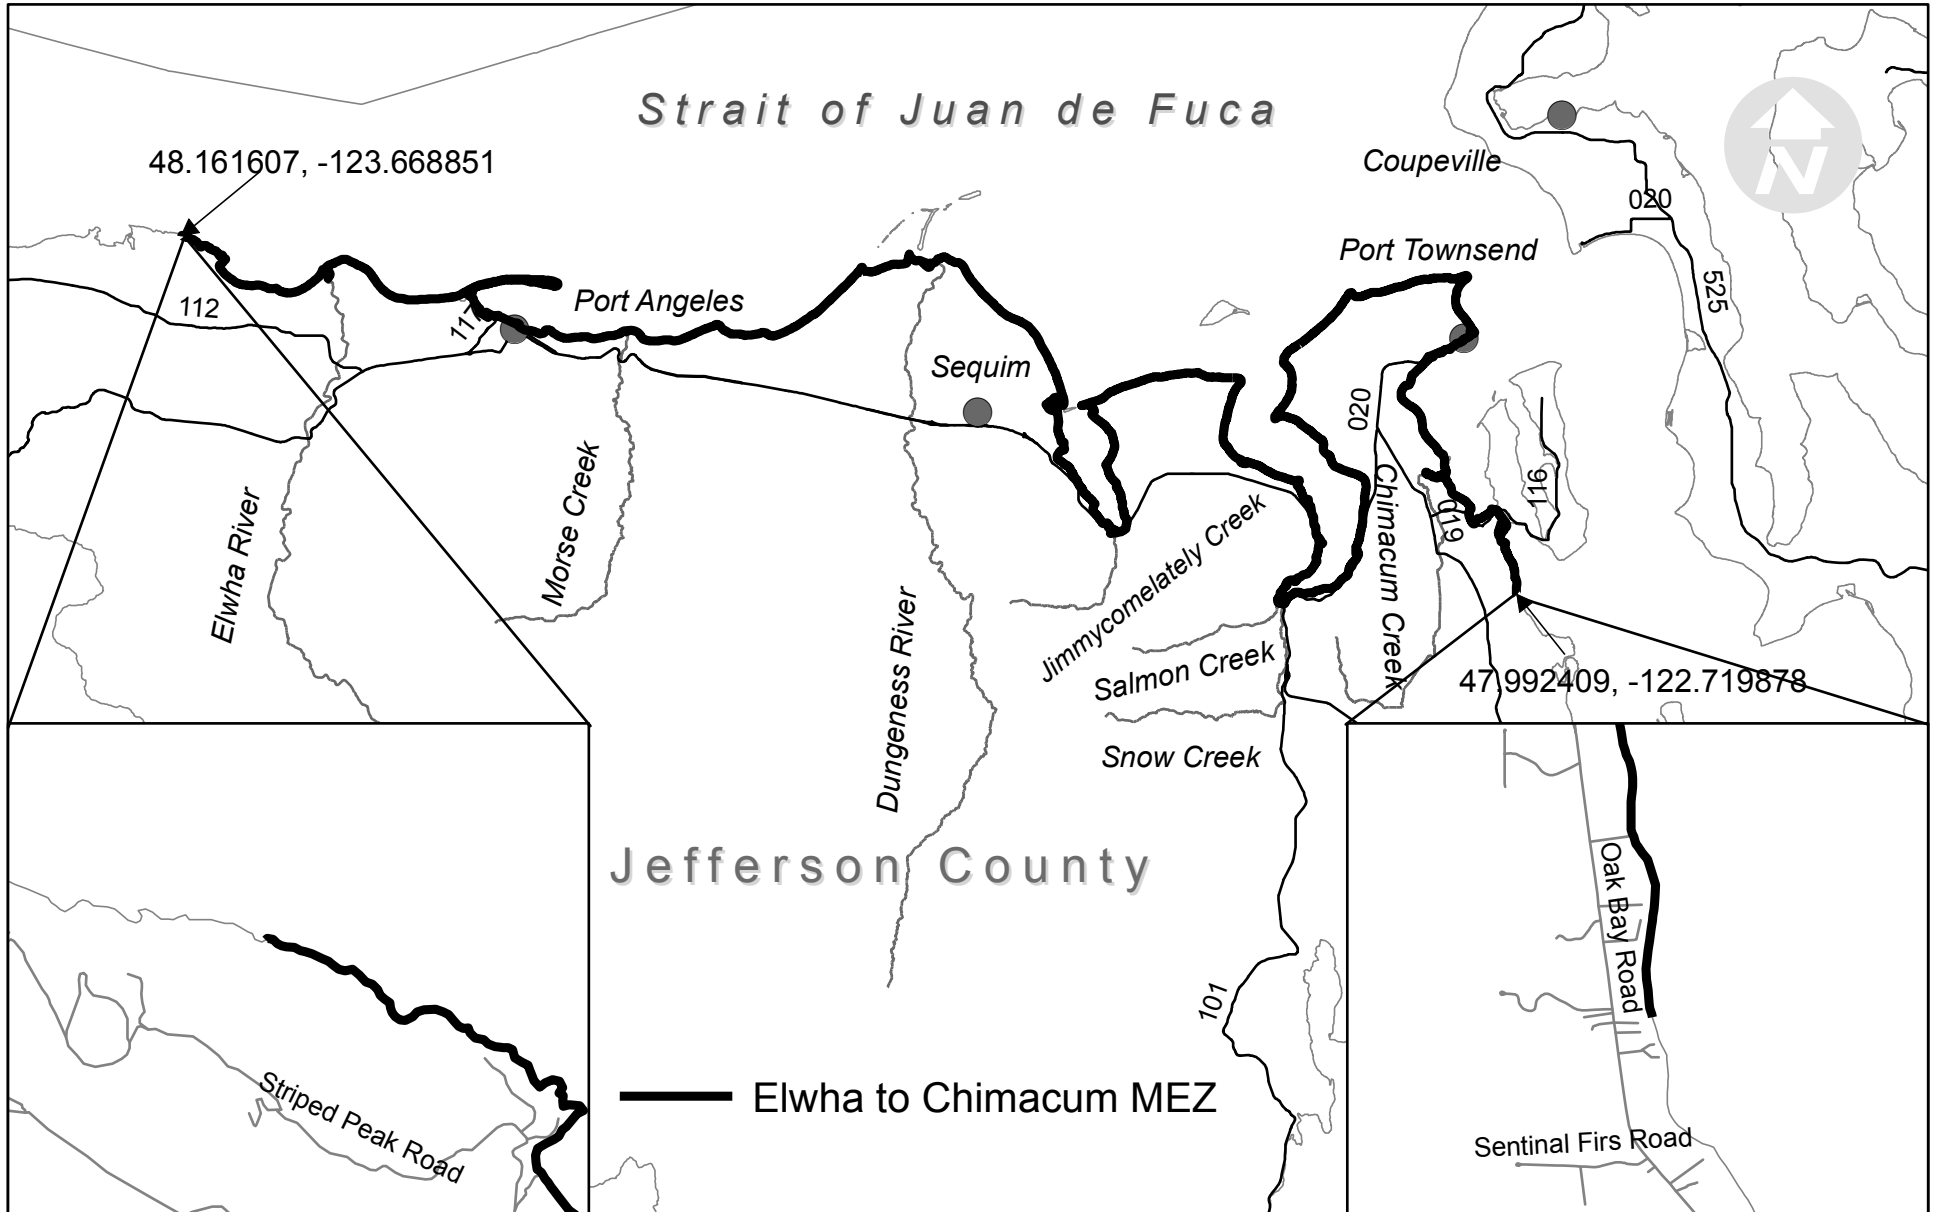 Strait of Juan de Fuca
48.161607, -123.668851
Coupeville
N
020
Port Townsend
525
112
117
Port Angeles
Sequim
020
116
019
Elwha River
Morse Creek
Dungeness River
Jimmycomelately Creek
Chimacum Creek
Salmon Creek
47.992409, -122.719878
Snow Creek
Jefferson County
Oak Bay Road
101
Striped Peak Road
Elwha to Chimacum MEZ
Sentinal Firs Road